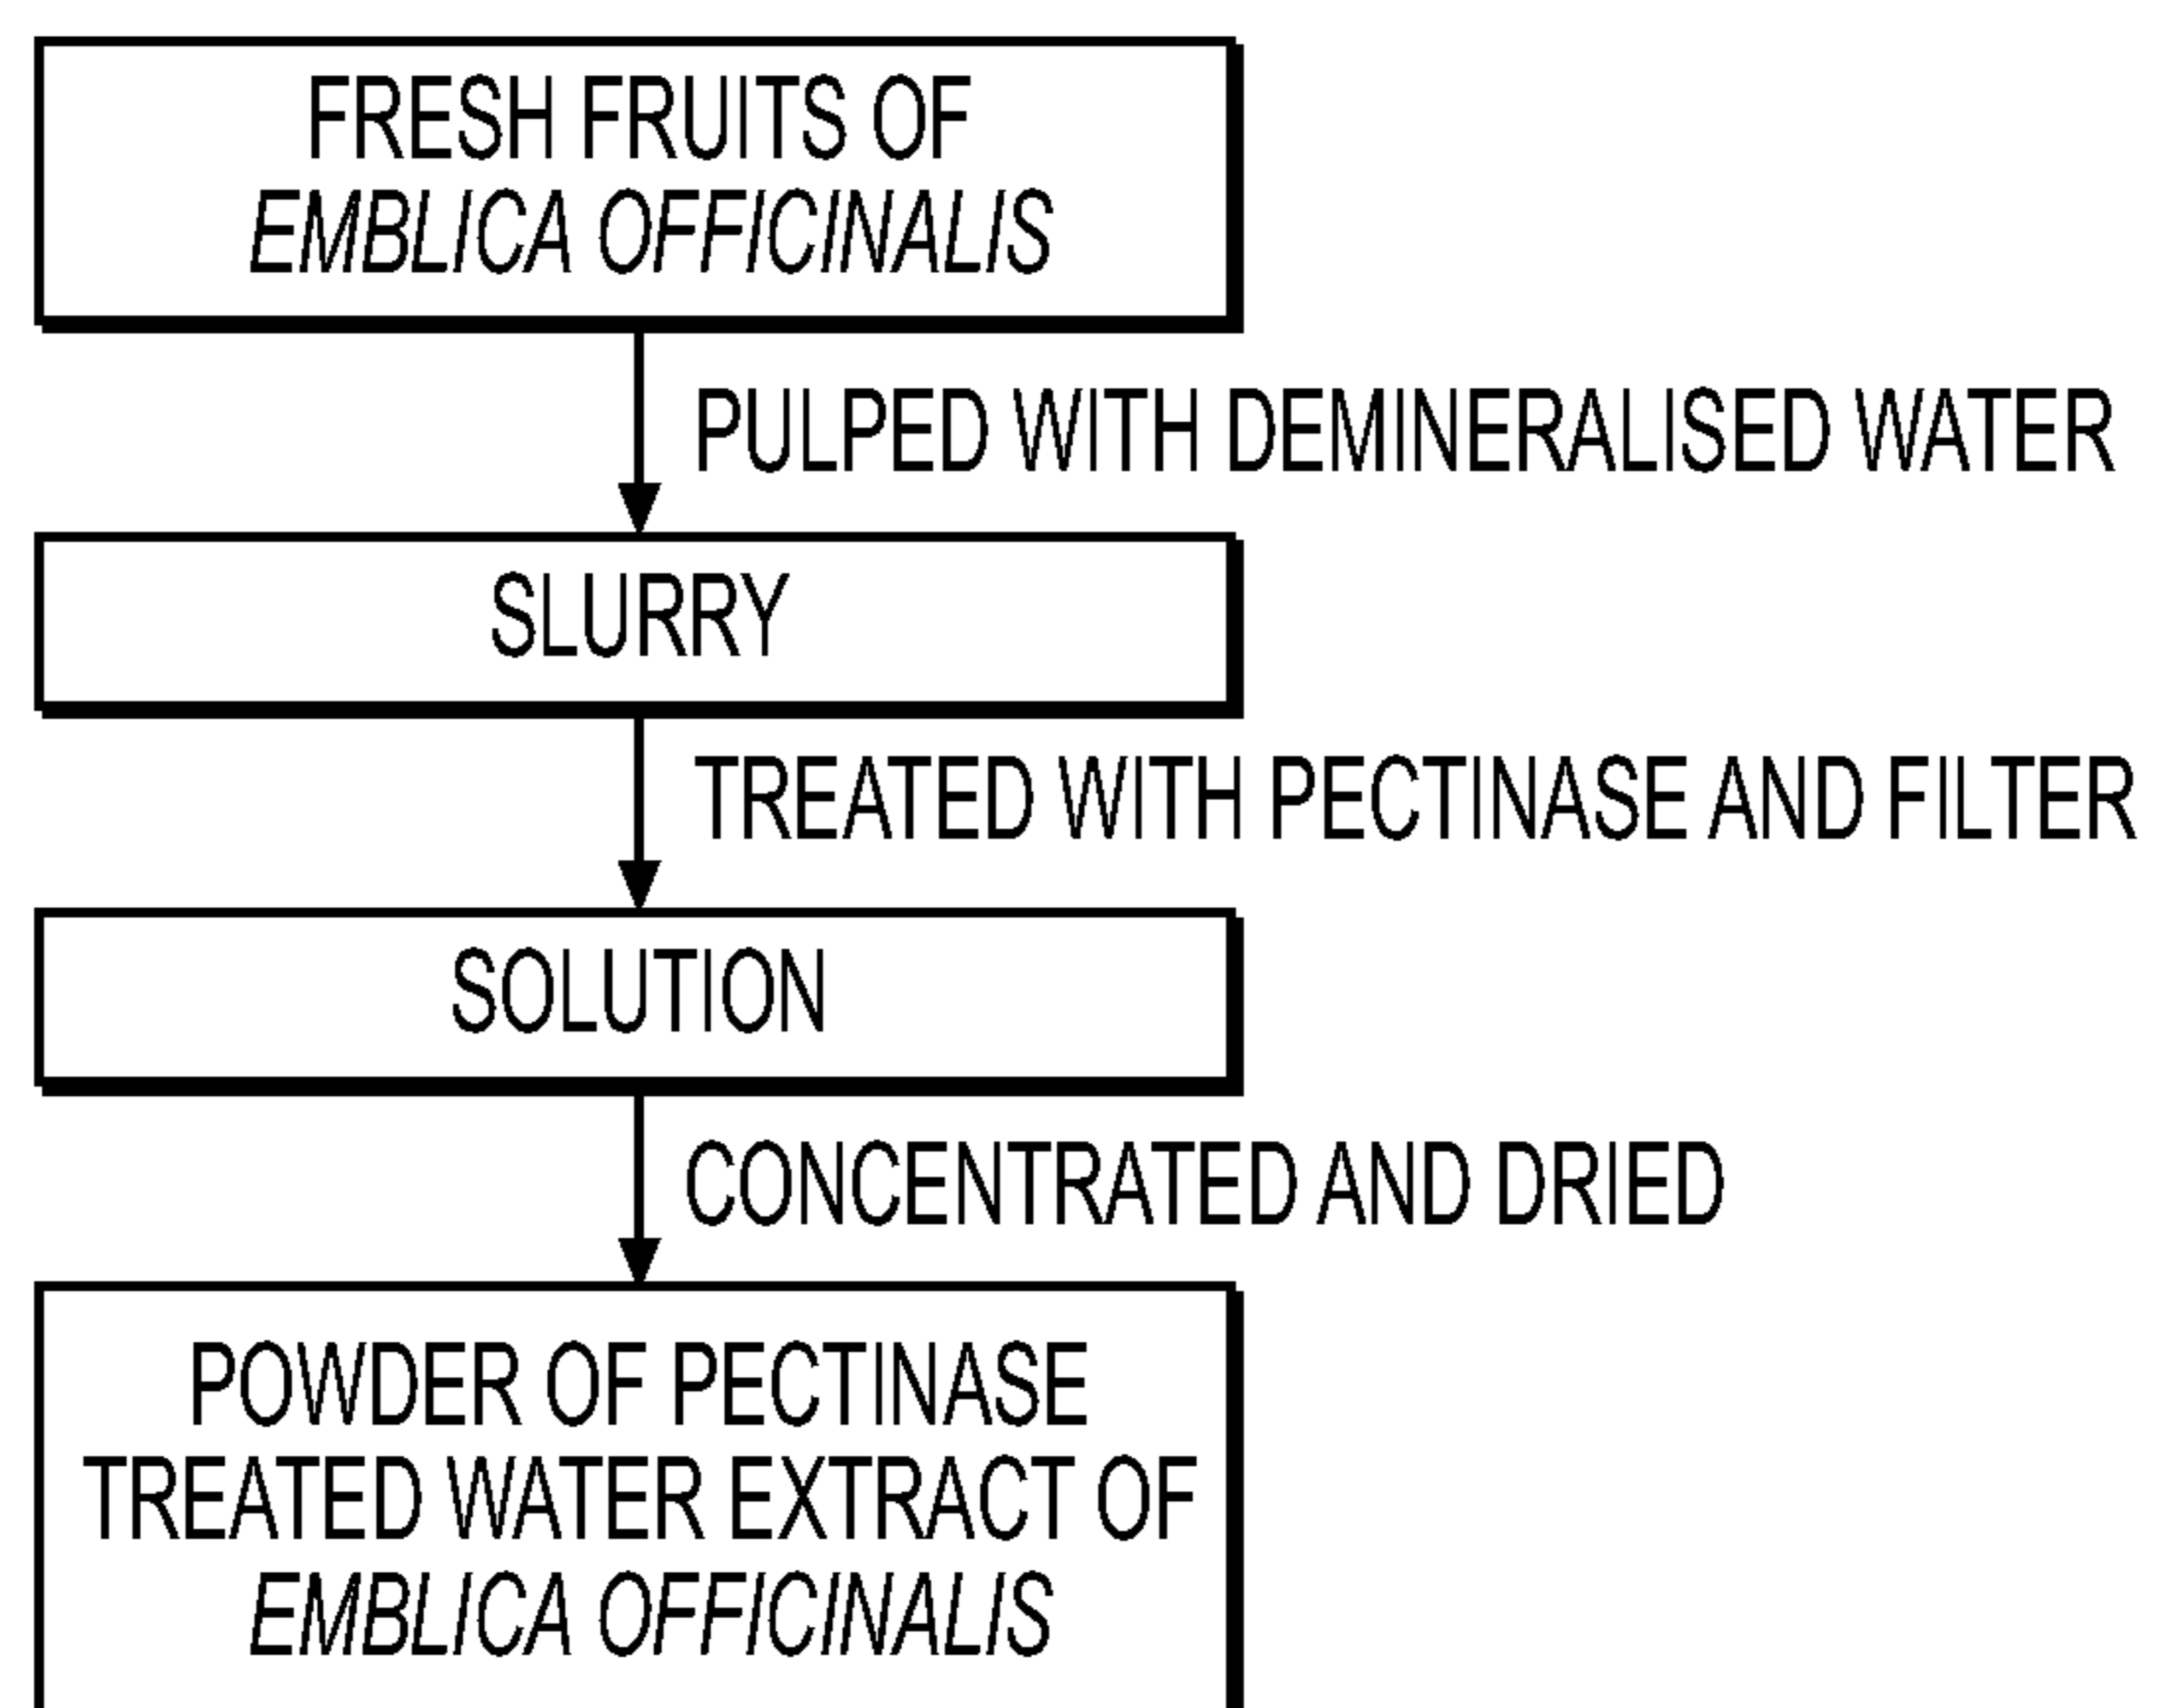 FRESH FRUITS OF
EMBLICA OFFICINALIS
PULPED WITH DEMINERALISED WATER
SLURRY
TREATED WITH PECTINASE AND FILTER
SOLUTION
CONCENTRATED AND DRIED
POWDER OF PECTINASE
TREATED WATER EXTRACT OF
EMBLICA OFFICINALIS